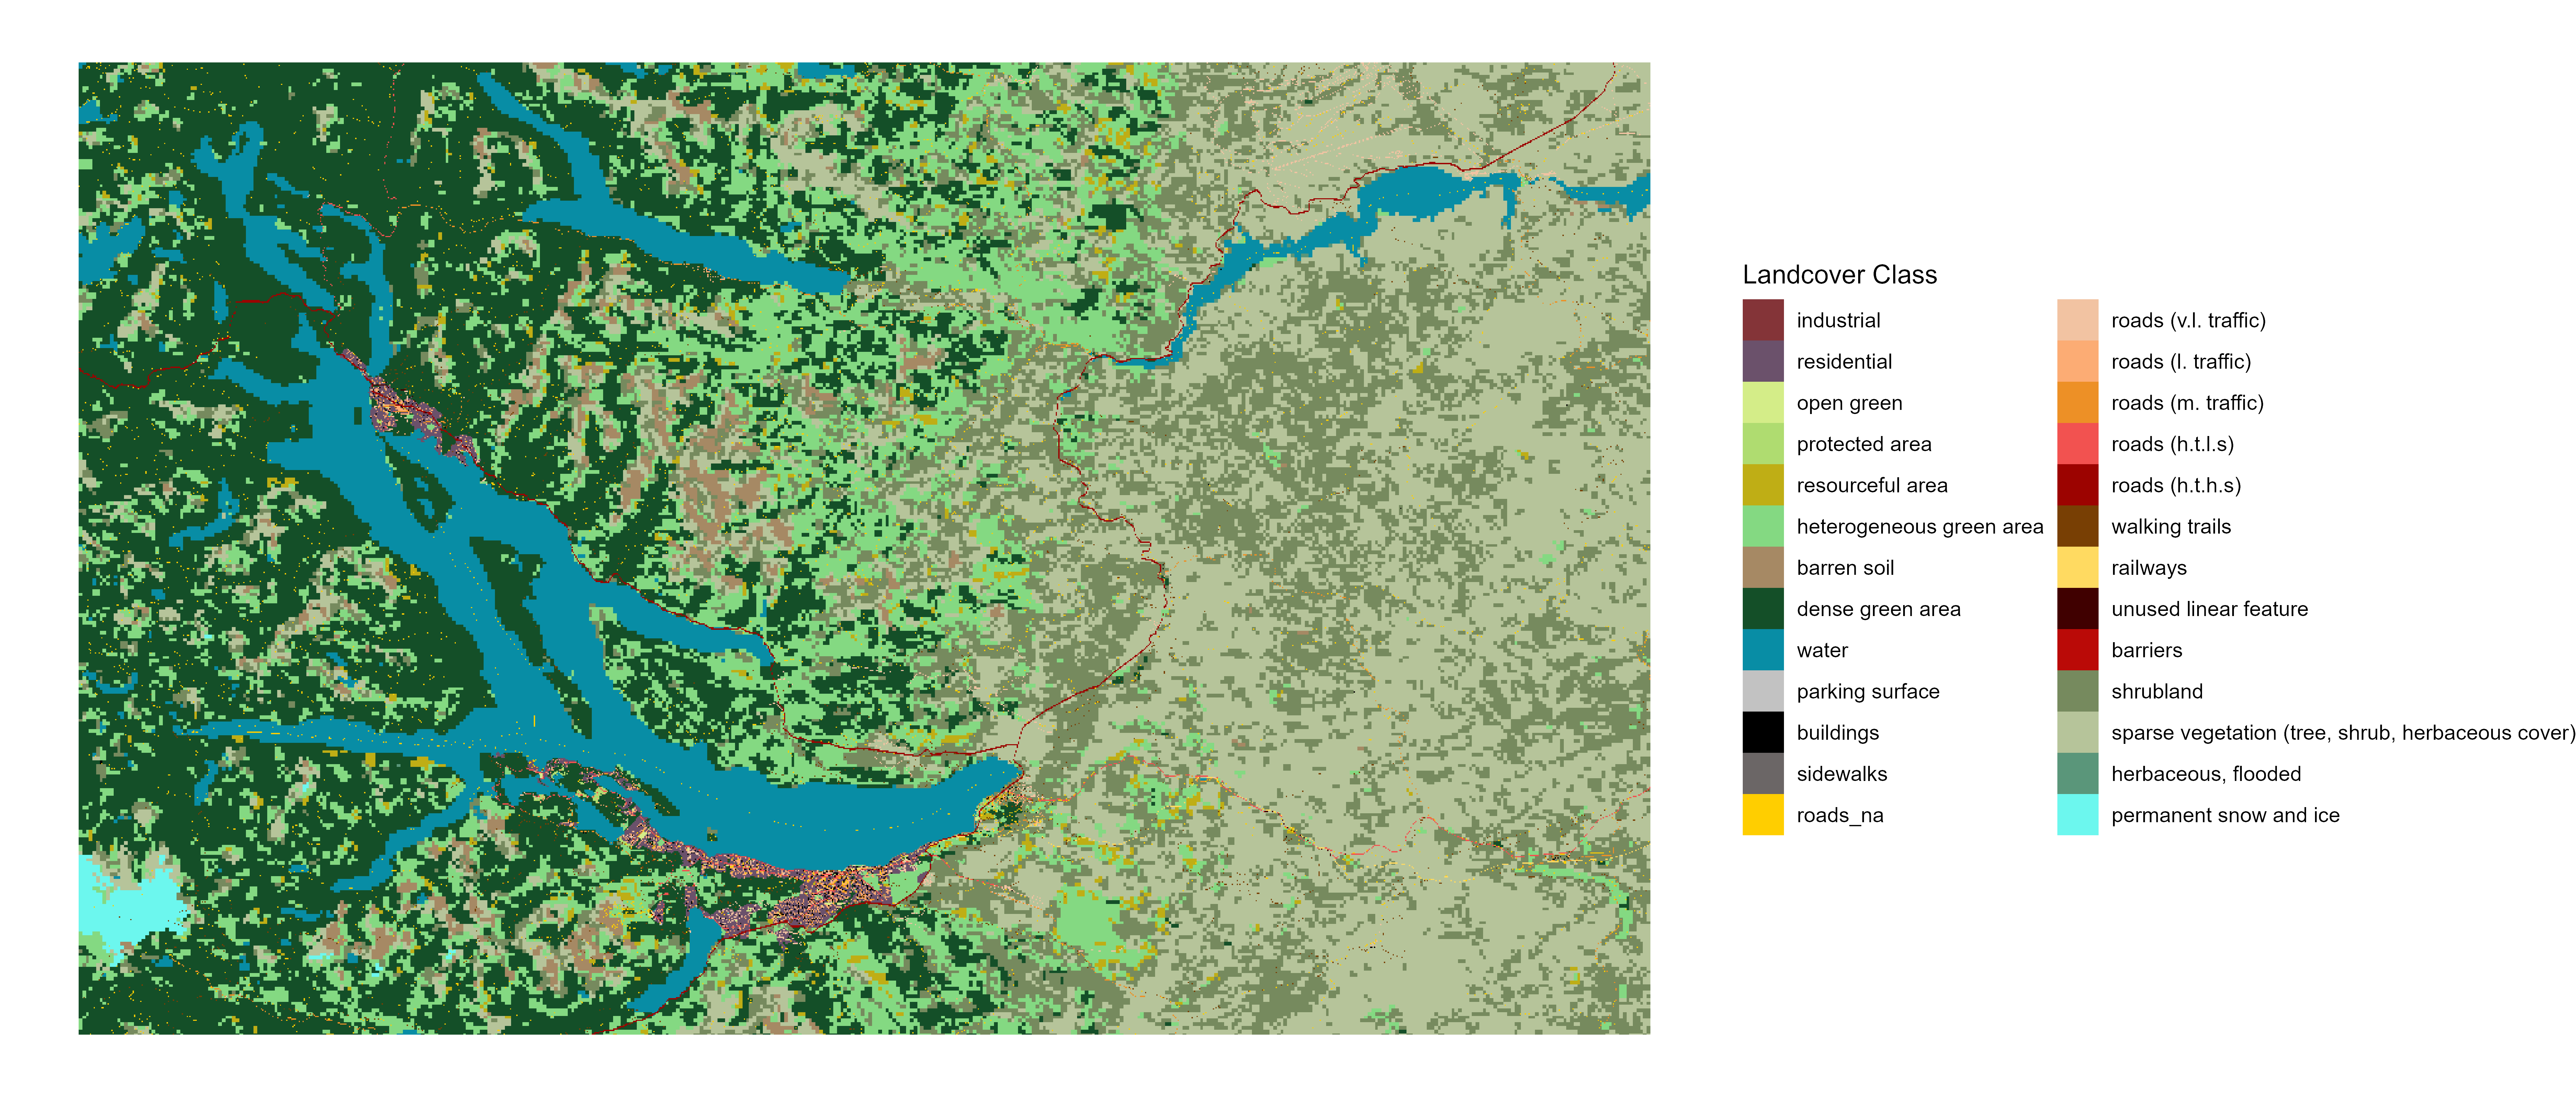 Landcover Class
industrial
residential
open green
protected area
resourceful area
heterogeneous green area
barren soil
dense green area
water
parking surface
buildings
sidewalks
roads_na
roads (v.l. traffic)
roads (l. traffic)
roads (m. traffic)
roads (h.t.l.s)
roads (h.t.h.s)
walking trails
railways
unused linear feature
barriers
shrubland
sparse vegetation (tree, shrub, herbaceous cover)
herbaceous, flooded
permanent snow and ice